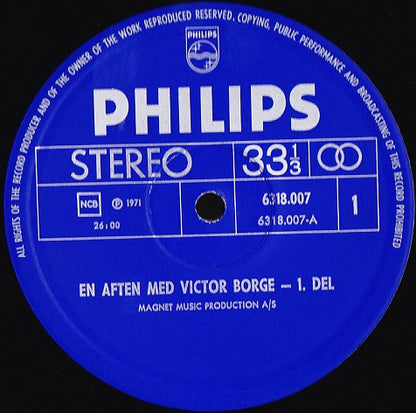 ALL RIGHTS OF THE RECORD PRODUCER AND OF THE OWNER OF THE WORK REPRODUCED RESERVED. COPYING, PUBLIC PERFORMANCE AND BROADCASTING OF THIS RECORD PROHIBITED
PHILIPS
PHILIPS
STEREO 33⅓
NCB ℗ 1971 6318.007 1
26:00 6318.007-A
EN AFTEN MED VICTOR BORGE – 1. DEL
MAGNET MUSIC PRODUCTION A/S